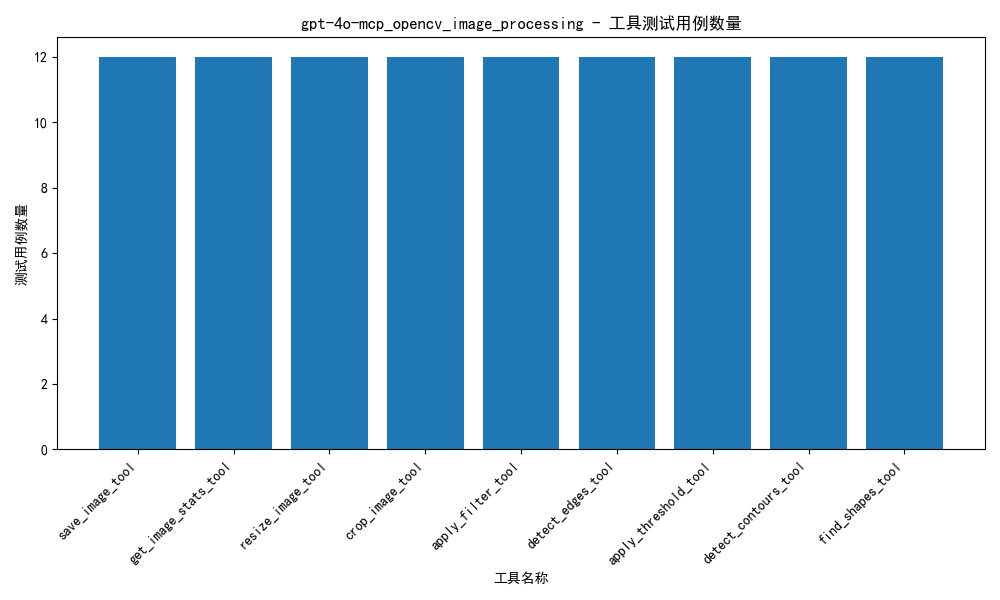 gpt-4o-mcp_opencv_image_processing - 工具测试用例数量
测试用例数量
12
10
8
6
4
2
0
save_image_tool
get_image_stats_tool
resize_image_tool
crop_image_tool
apply_filter_tool
detect_edges_tool
apply_threshold_tool
detect_contours_tool
find_shapes_tool
工具名称